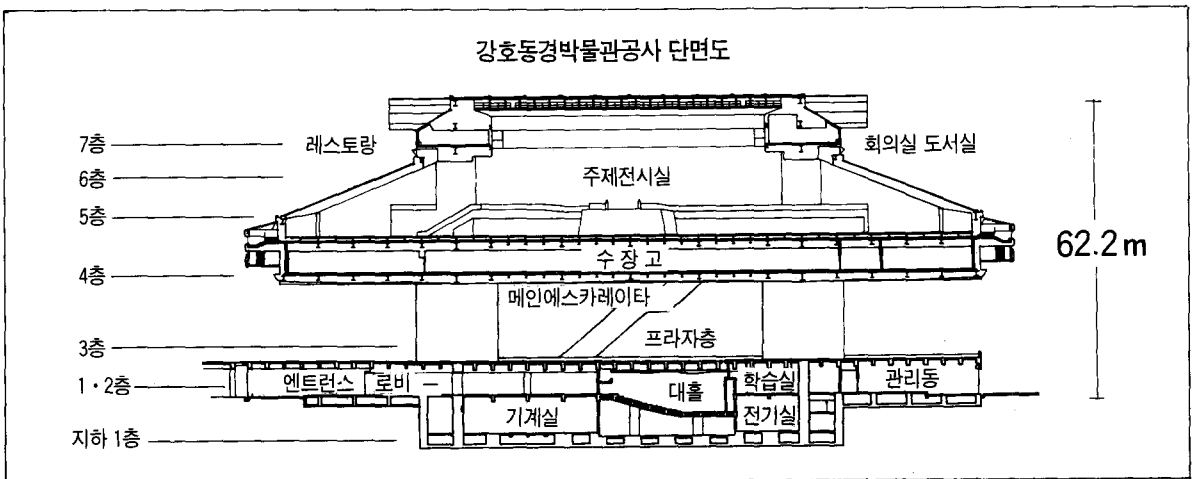 강호동경박물관공사 단면도
7층
레스토랑
회의실 도서실
6층
주제전시실
5층
62.2m
수장고
4층
메인에스카레이타
3층
프라자층
1·2층
엔트런스
로비
대홀
학습실
관리동
기계실
전기실
지하 1층